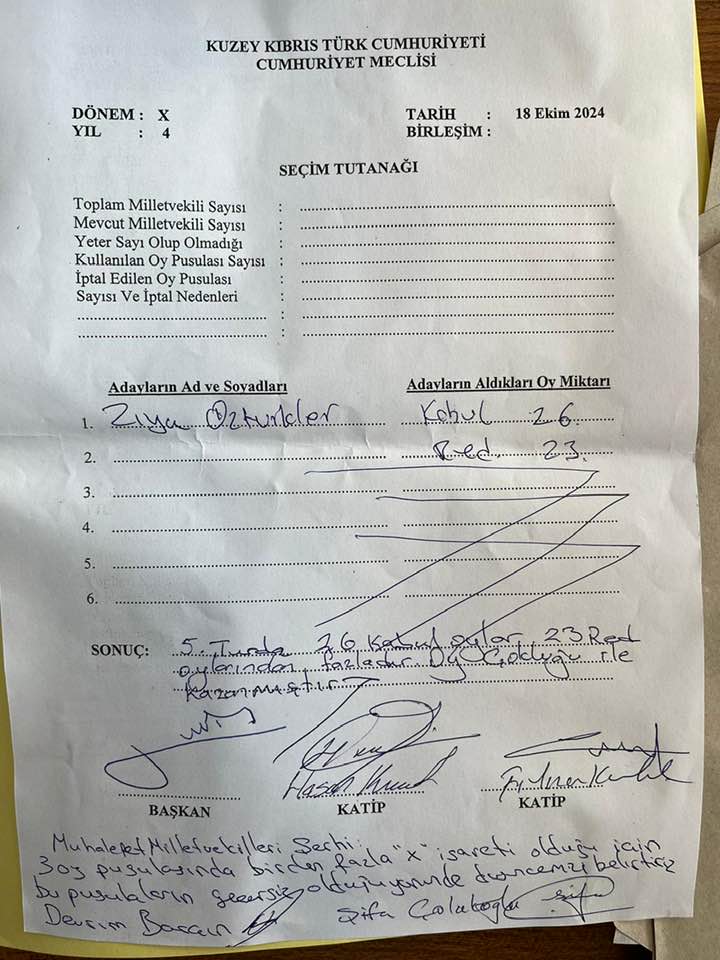 KUZEY KIBRIS TÜRK CUMHURİYETİ
CUMHURİYET MECLİSİ
DÖNEM : X
TARİH : 18 Ekim 2024
YIL : 4
BİRLEŞİM :
SEÇİM TUTANAĞI
Toplam Milletvekili Sayısı :
Mevcut Milletvekili Sayısı :
Yeter Sayı Olup Olmadığı :
Kullanılan Oy Pusulası Sayısı :
İptal Edilen Oy Pusulası :
Sayısı Ve İptal Nedenleri :
Adayların Ad ve Soyadları Adayların Aldıkları Oy Miktarı
1. Ziya Öztürkler Kabul 26
2. Red 23
3.
4.
5.
6.
SONUÇ: 5. Turda 26 Kabul oylar 23 Red
oylarından fazladır Oy Çokluğu ile
kazanmıştır
Hasan
BAŞKAN KATİP KATİP
Muhalefet Milletvekilleri Şerhi:
3 oy pusulasında birden fazla "X" işareti olduğu için
bu pusulaların geçersiz olduğu yönünde düşüncemizi belirtiriz
Devrim Barçın Şifa Çolakoğlu